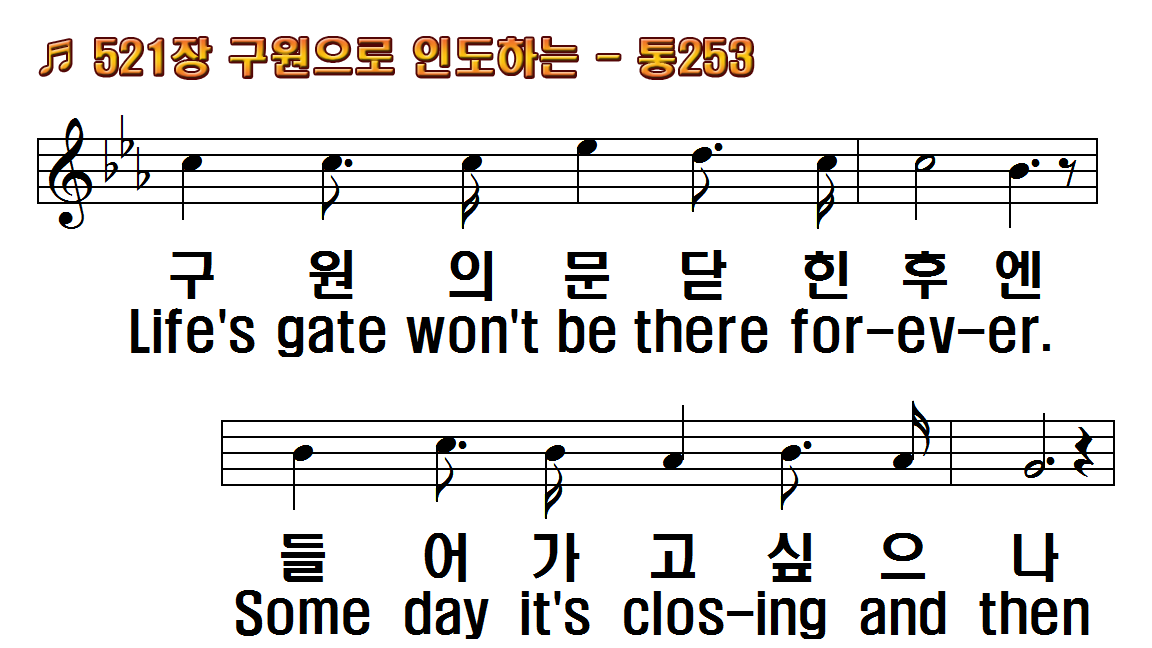 ♬ 521장 구원으로 인도하는 - 통253
구 원 의 문 닫 힌 후 엔
Life's gate won't be there for-ev-er.
들 어 가 고 싶 으 나
Some day it's clos-ing and then